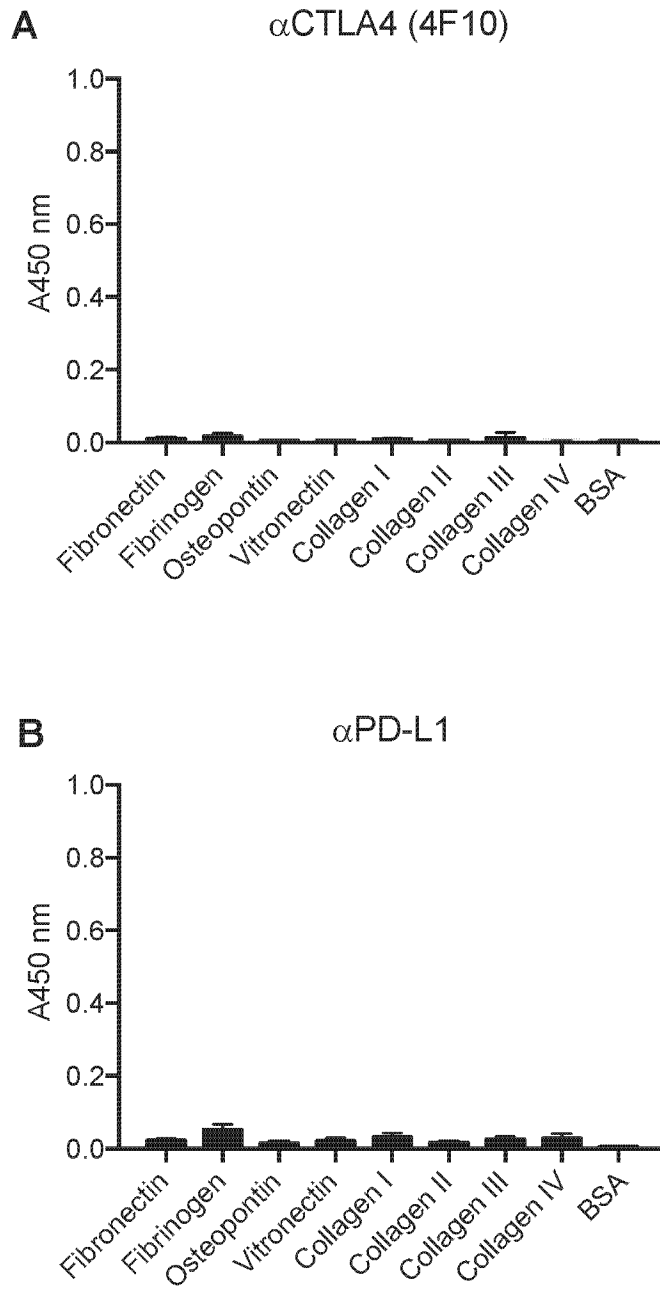 A
αCTLA4 (4F10)
1.0
0.8
0.6
0.4
0.2
0.0
A450 nm
Fibronectin
Fibrinogen
Osteopontin
Vitronectin
Collagen I
Collagen II
Collagen III
Collagen IV
BSA
B
αPD-L1
1.0
0.8
0.6
0.4
0.2
0.0
A450 nm
Fibronectin
Fibrinogen
Osteopontin
Vitronectin
Collagen I
Collagen II
Collagen III
Collagen IV
BSA